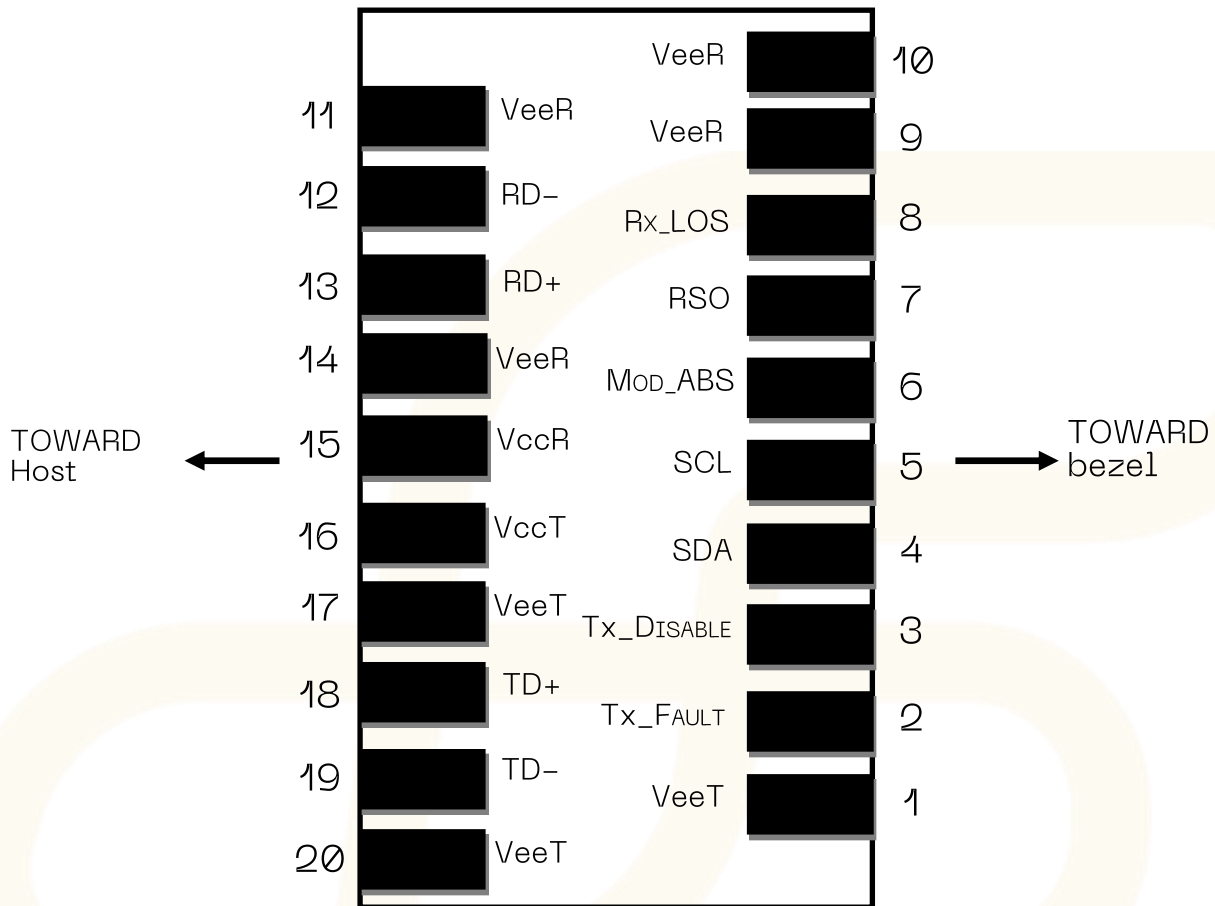 VeeR 10
11 VeeR
VeeR 9
12 RD-
Rx_LOS 8
13 RD+
RSO 7
14 VeeR
Mod_ABS 6
15 VccR
TOWARD
Host
TOWARD
bezel
SCL 5
16 VccT
SDA 4
17 VeeT
Tx_Disable 3
18 TD+
Tx_Fault 2
19 TD-
VeeT 1
20 VeeT